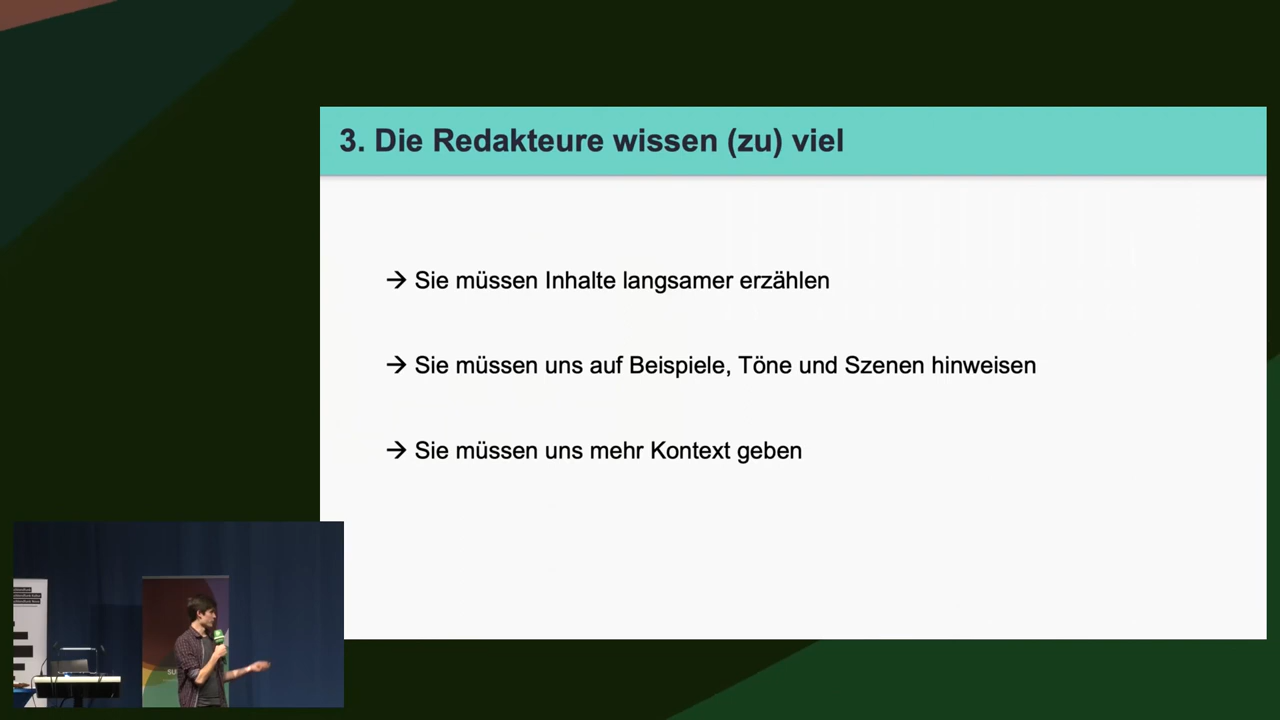 3. Die Redakteure wissen (zu) viel
→ Sie müssen Inhalte langsamer erzählen
→ Sie müssen uns auf Beispiele, Töne und Szenen hinweisen
→ Sie müssen uns mehr Kontext geben